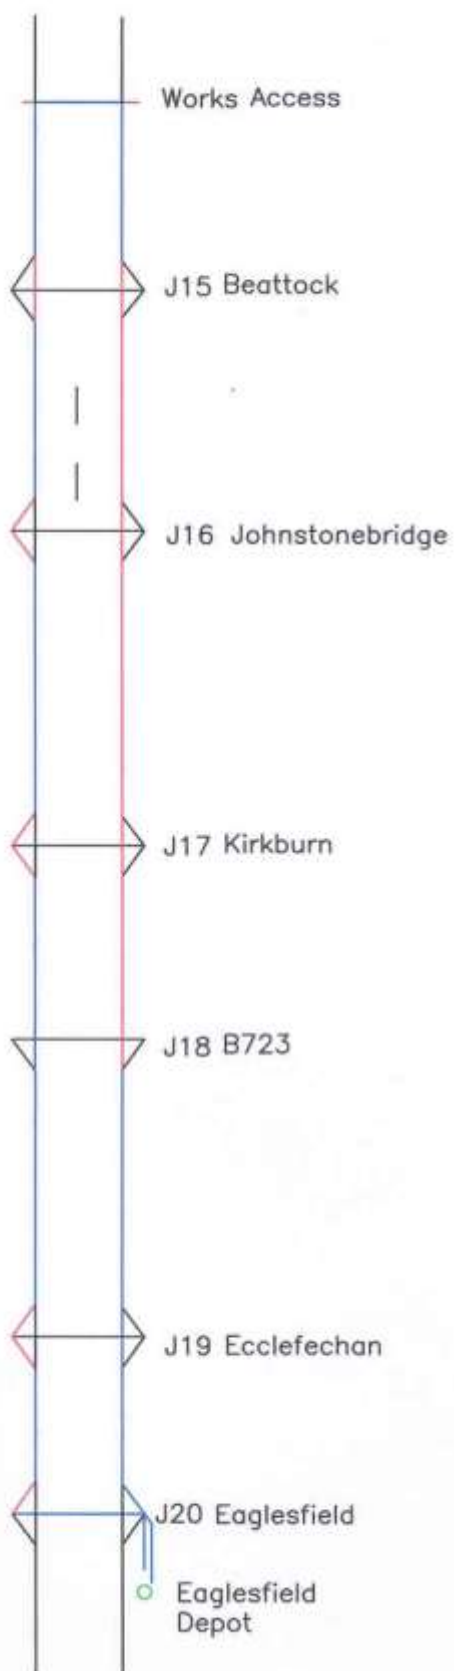 Works Access
J15 Beattock
J16 Johnstonebridge
J17 Kirkburn
J18 B723
J19 Ecclefechan
J20 Eaglesfield
Eaglesfield
Depot